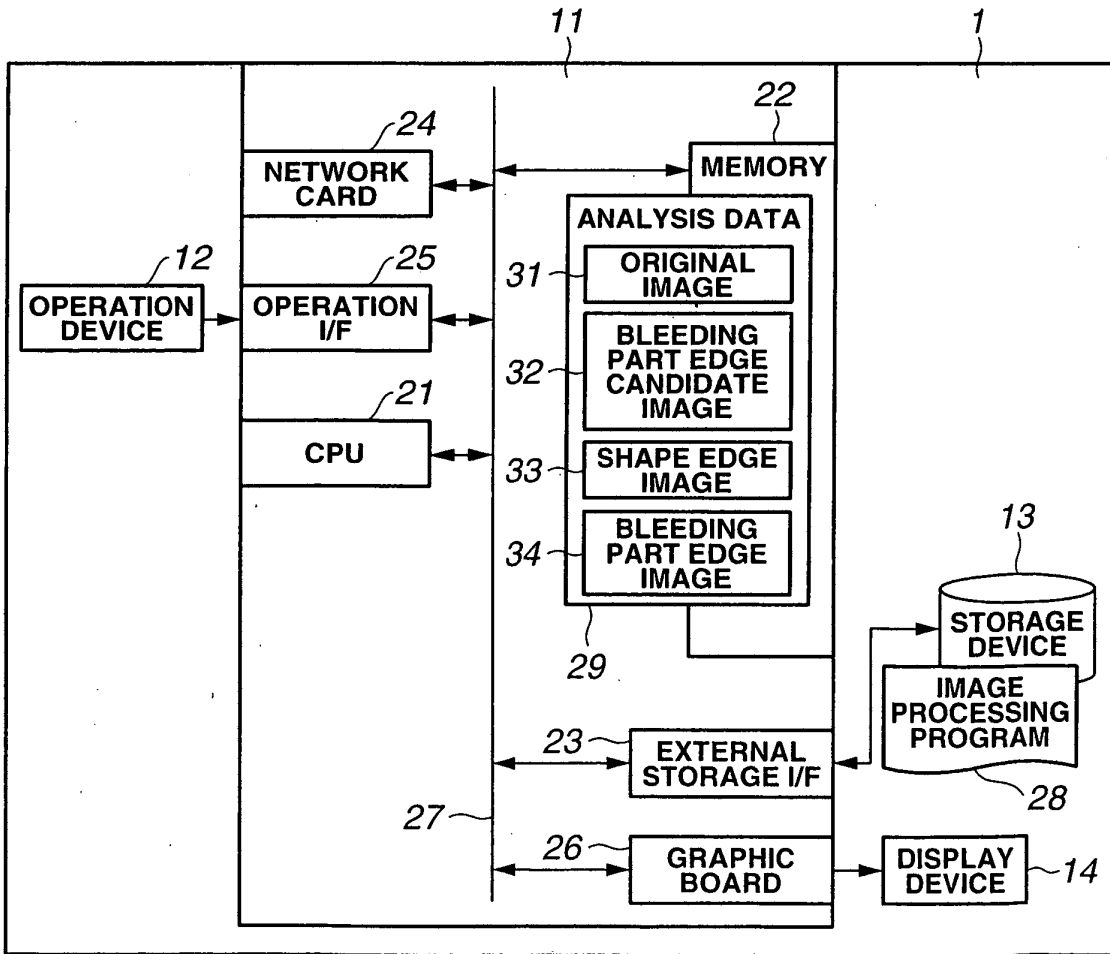 11
1
24
NETWORK
CARD
22
MEMORY
ANALYSIS DATA
31
ORIGINAL
IMAGE
12
OPERATION
DEVICE
25
OPERATION
I/F
32
BLEEDING
PART EDGE
CANDIDATE
IMAGE
21
CPU
33
SHAPE EDGE
IMAGE
34
BLEEDING
PART EDGE
IMAGE
29
13
STORAGE
DEVICE
IMAGE
PROCESSING
PROGRAM
28
23
EXTERNAL
STORAGE I/F
27
26
GRAPHIC
BOARD
DISPLAY
DEVICE
14